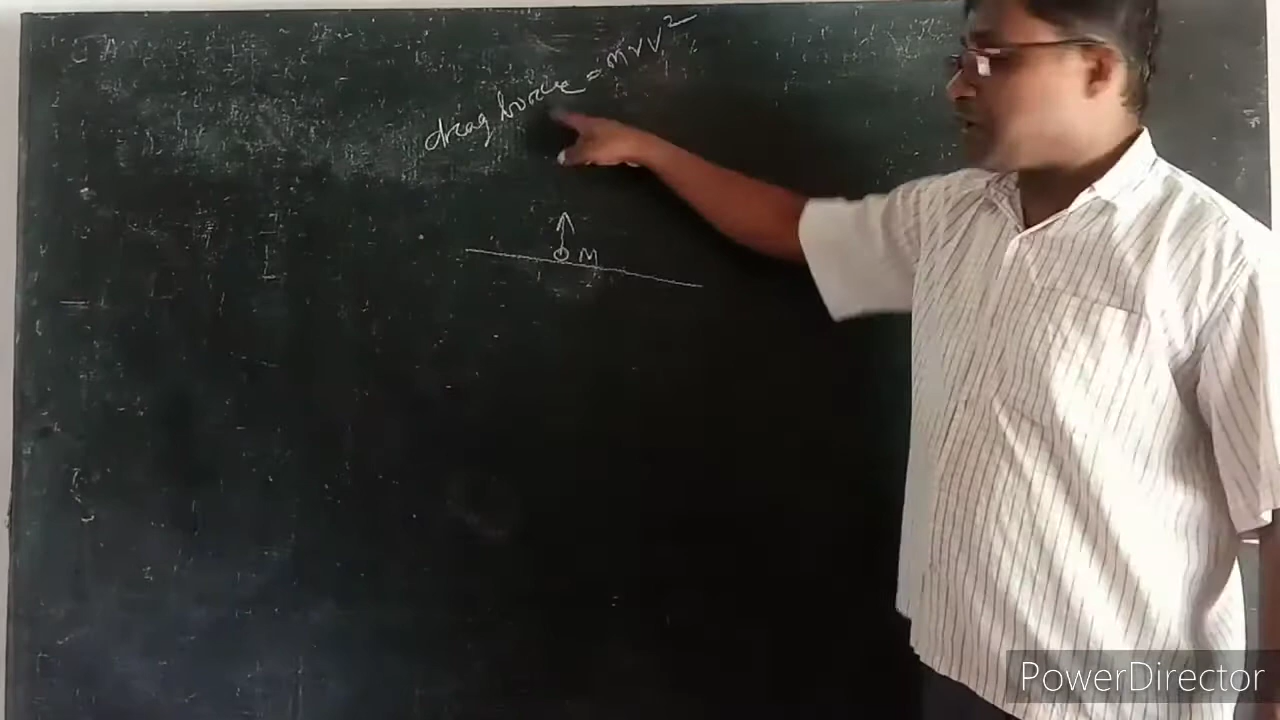 drag force = mvv²
M
PowerDirector